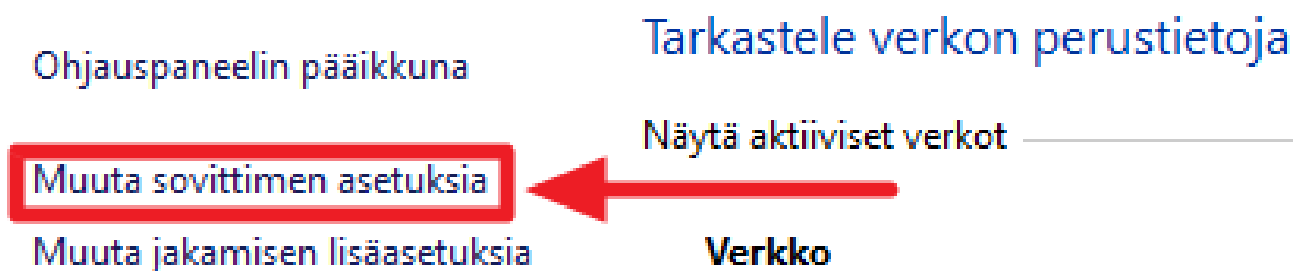 Ohjauspaneelin pääikkuna
Muuta sovittimen asetuksia
Muuta jakamisen lisäasetuksia
Tarkastele verkon perustietoja
Näytä aktiiviset verkot
Verkko